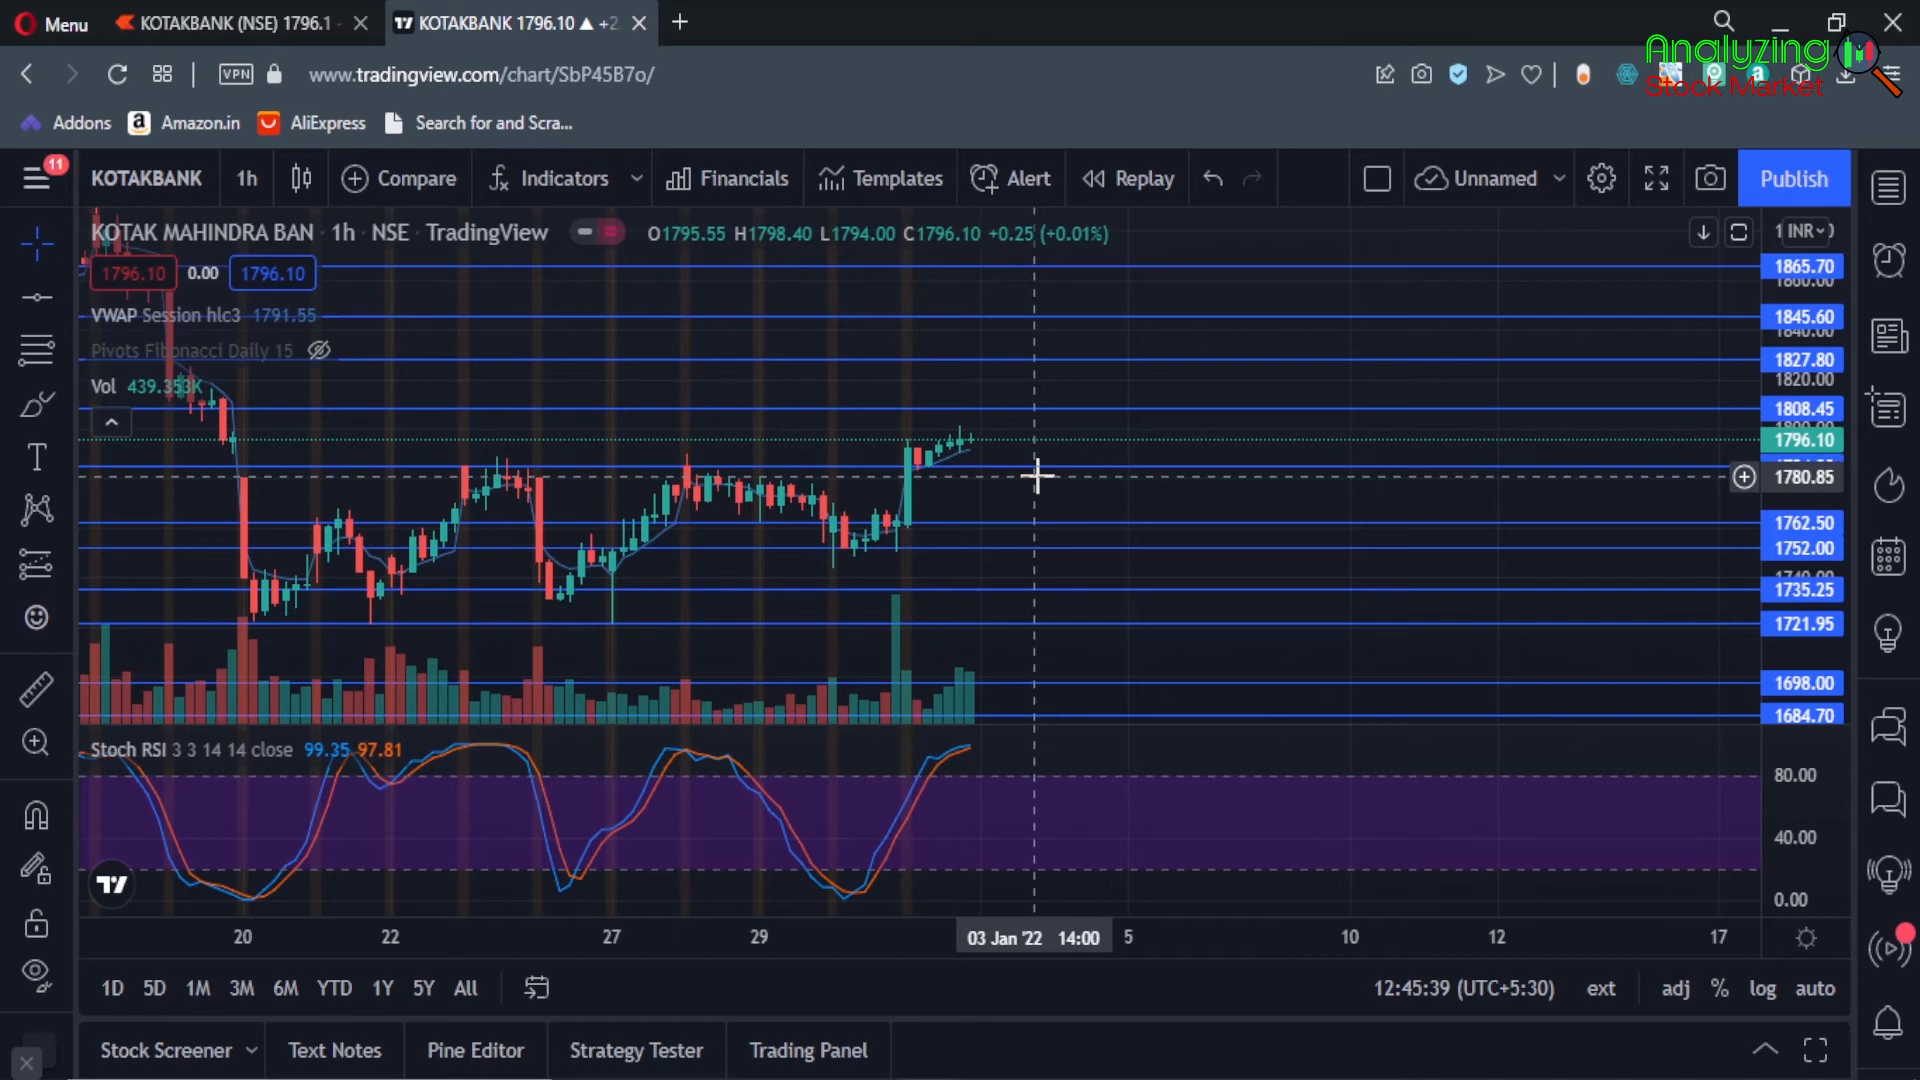 Menu
KOTAKBANK (NSE) 1796.1
KOTAKBANK 1796.10 ▲ +2
Analyzing
Stock Market
VPN
www.tradingview.com/chart/SbP45B7o/
Addons
Amazon.in
AliExpress
Search for and Scra...
11
KOTAKBANK
1h
Compare
Indicators
Financials
Templates
Alert
Replay
Unnamed
Publish
KOTAK MAHINDRA BAN · 1h · NSE · TradingView
O1795.55 H1798.40 L1794.00 C1796.10 +0.25 (+0.01%)
INR
1796.10 0.00 1796.10
VWAP Session hlc3 1791.55
Pivots Fibonacci Daily 15
Vol 439.353K
1865.70
1860.00
1845.60
1840.00
1827.80
1820.00
1808.45
1796.10
1780.85
1762.50
1752.00
1740.00
1735.25
1721.95
1698.00
1684.70
Stoch RSI 3 3 14 14 close 99.35 97.81
80.00
40.00
0.00
20 22 27 29 03 Jan '22 14:00 5 10 12 17
1D 5D 1M 3M 6M YTD 1Y 5Y All
12:45:39 (UTC+5:30) ext adj % log auto
Stock Screener
Text Notes
Pine Editor
Strategy Tester
Trading Panel